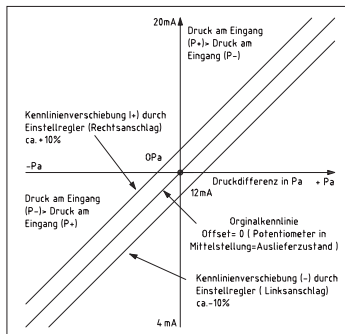 20mA
Druck am Eingang
(P+)> Druck am
Eingang (P-)
Kennlinienverschiebung I+) durch
Einstellregler (Rechtsanschlag)
ca.+10%
-Pa
0Pa
Druckdifferenz in Pa
+ Pa
12mA
Druck am Eingang
(P-)> Druck am
Eingang (P+)
Orginalkennlinie
Offset= 0 ( Potentiometer in
Mittelstellung=Auslieferzustand )
Kennlinienverschiebung (-) durch
Einstellregler ( Linksanschlag)
ca.-10%
4 mA